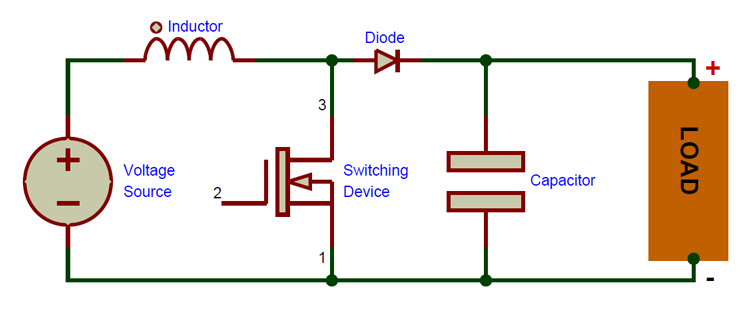 Inductor
Diode
3
+
Voltage
Source
2
Switching
Device
Capacitor
LOAD
1
-